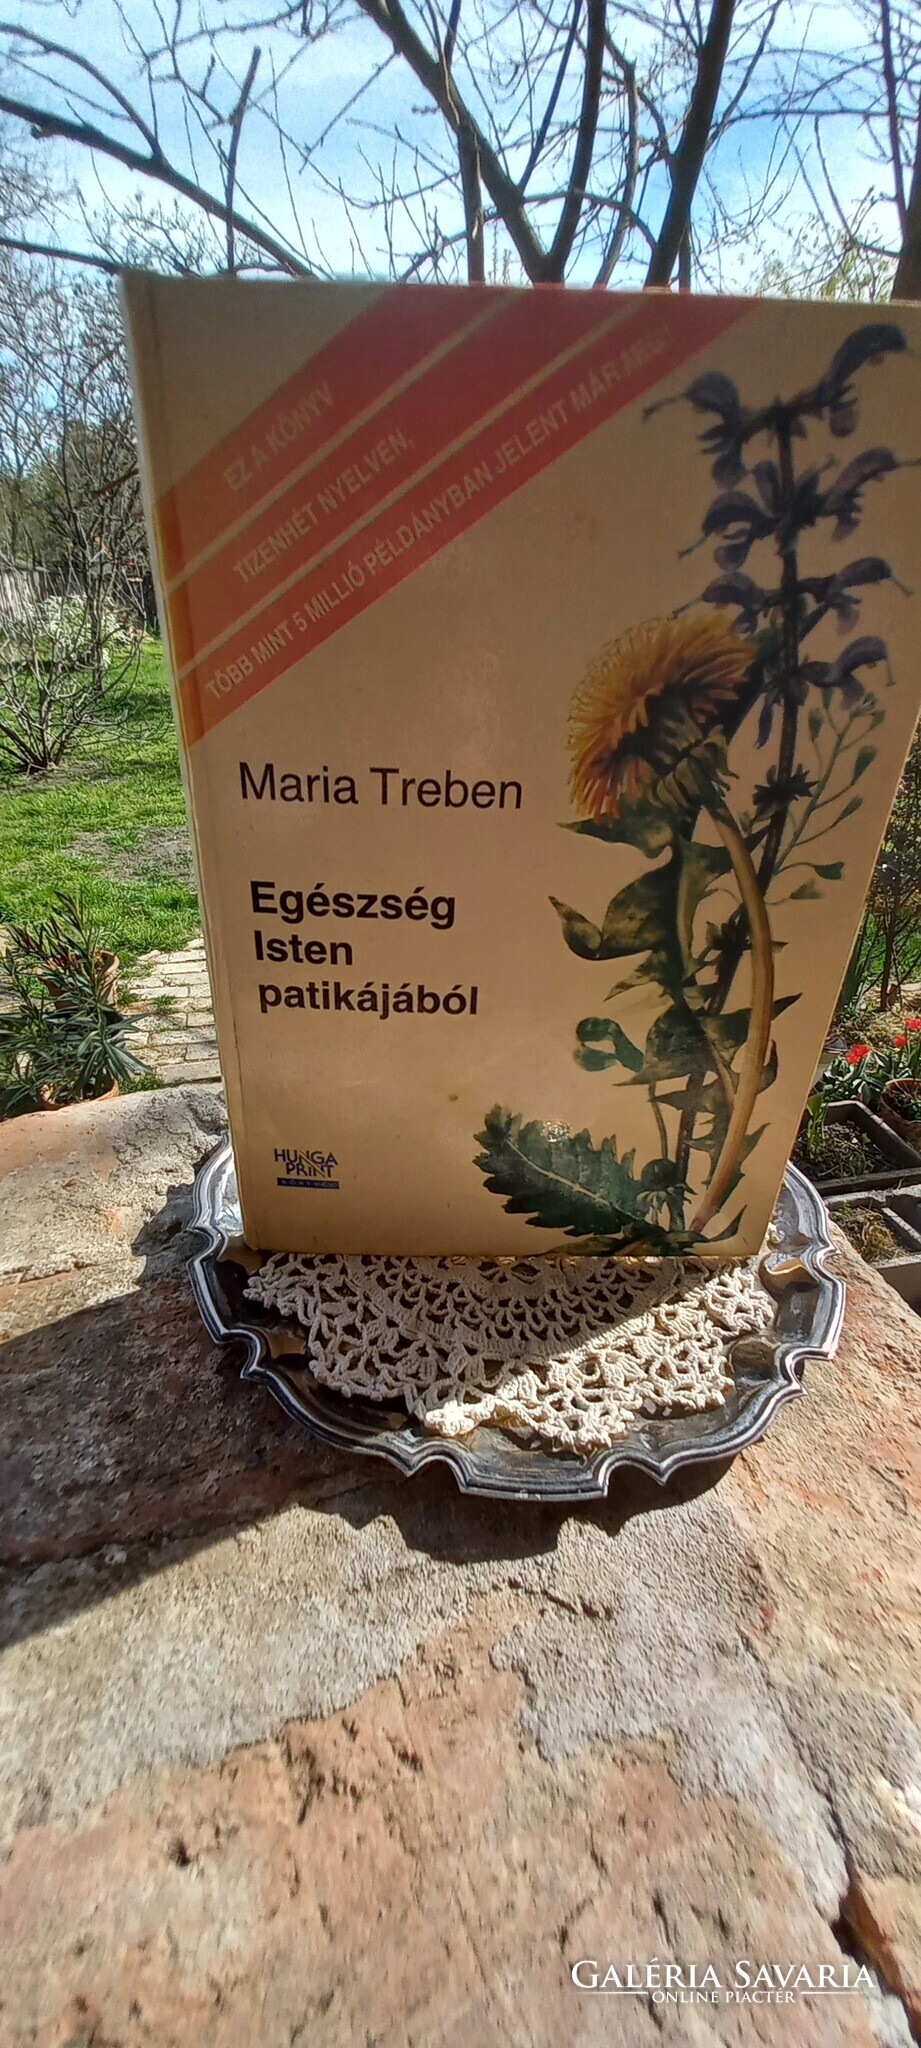 EZ A KÖNYV
TIZENHÉT NYELVEN,
TÖBB MINT 5 MILLIÓ PÉLDÁNYBAN JELENT MÁR MEG!
Maria Treben
Egészség
Isten
patikájából
HUNGA
PRINT
KÖNYVEK
GALÉRIA SAVARIA
ONLINE PIACTÉR